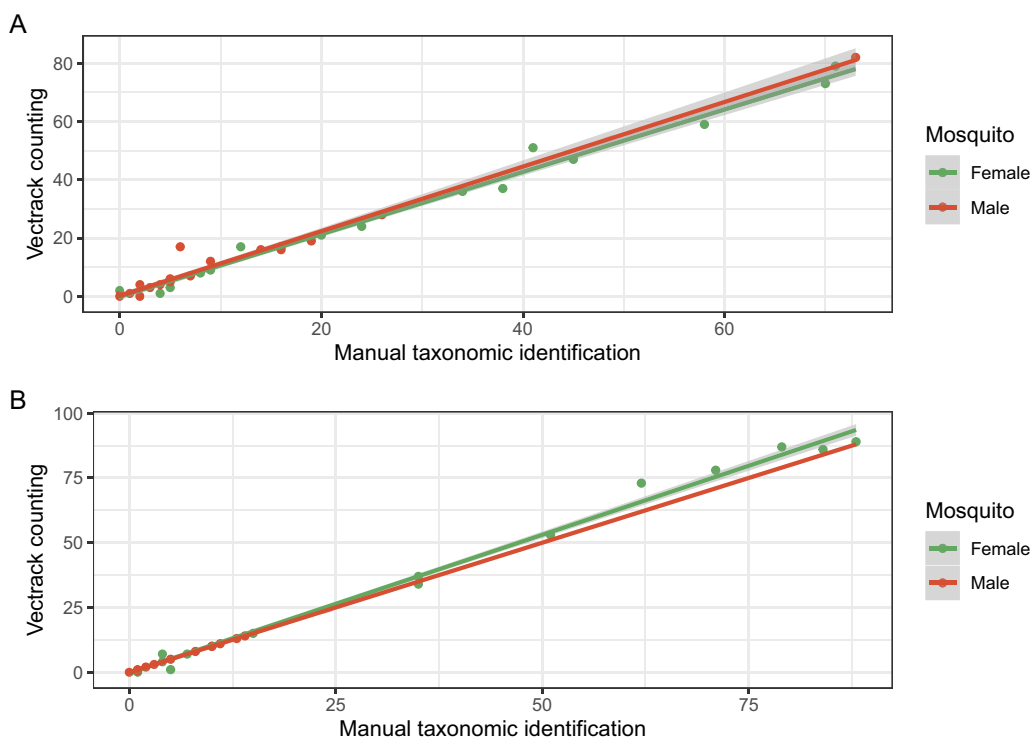 A
80
60
40
20
0
Vectrack counting
0 20 40 60
Manual taxonomic identification
Mosquito
Female
Male
B
100
75
50
25
0
Vectrack counting
0 25 50 75
Manual taxonomic identification
Mosquito
Female
Male